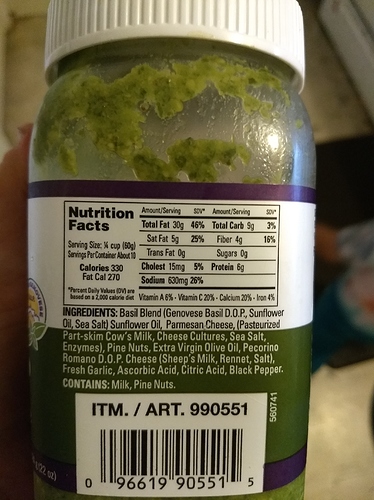 Nutrition Facts
Serving Size: ¼ cup (60g)
Servings Per Container About 10
Calories 330
Fat Cal 270
*Percent Daily Values (DV) are
based on a 2,000 calorie diet
Amount/Serving %DV* Amount/Serving %DV*
Total Fat 30g 46% Total Carb 9g 3%
Sat Fat 5g 25% Fiber 4g 16%
Trans Fat 0g Sugars 0g
Cholest 15mg 5% Protein 6g
Sodium 630mg 26%
Vitamin A 6% · Vitamin C 20% · Calcium 20% · Iron 4%
INGREDIENTS: Basil Blend (Genovese Basil D.O.P., Sunflower
Oil, Sea Salt) Sunflower Oil, Parmesan Cheese, (Pasteurized
Part-skim Cow's Milk, Cheese Cultures, Sea Salt,
Enzymes), Pine Nuts, Extra Virgin Olive Oil, Pecorino
Romano D.O.P. Cheese (Sheep's Milk, Rennet, Salt),
Fresh Garlic, Ascorbic Acid, Citric Acid, Black Pepper.
CONTAINS: Milk, Pine Nuts.
560741
ITM. / ART. 990551
0 96619 90551 5
(22 oz)